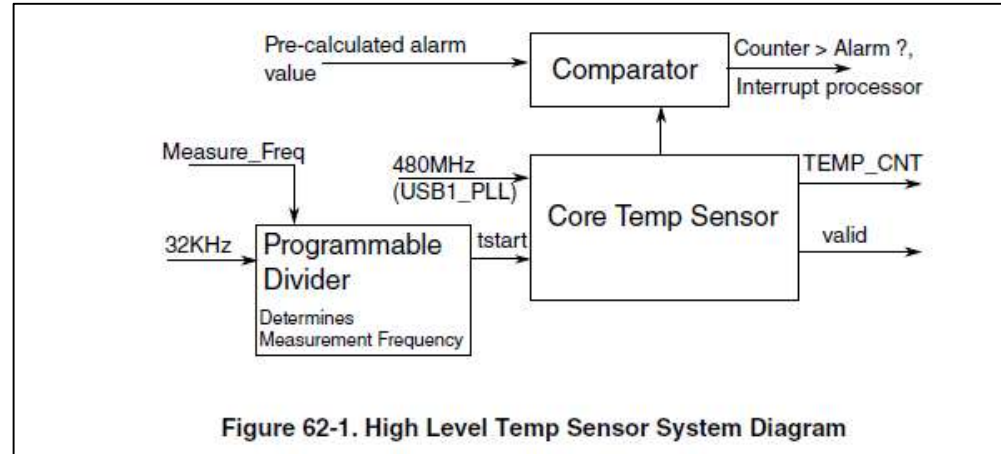 Pre-calculated alarm
value
Comparator
Counter > Alarm ?,
Interrupt processor
Measure_Freq
480MHz
(USB1_PLL)
TEMP_CNT
Core Temp Sensor
32KHz
Programmable
Divider
tstart
valid
Determines
Measurement Frequency
Figure 62-1. High Level Temp Sensor System Diagram